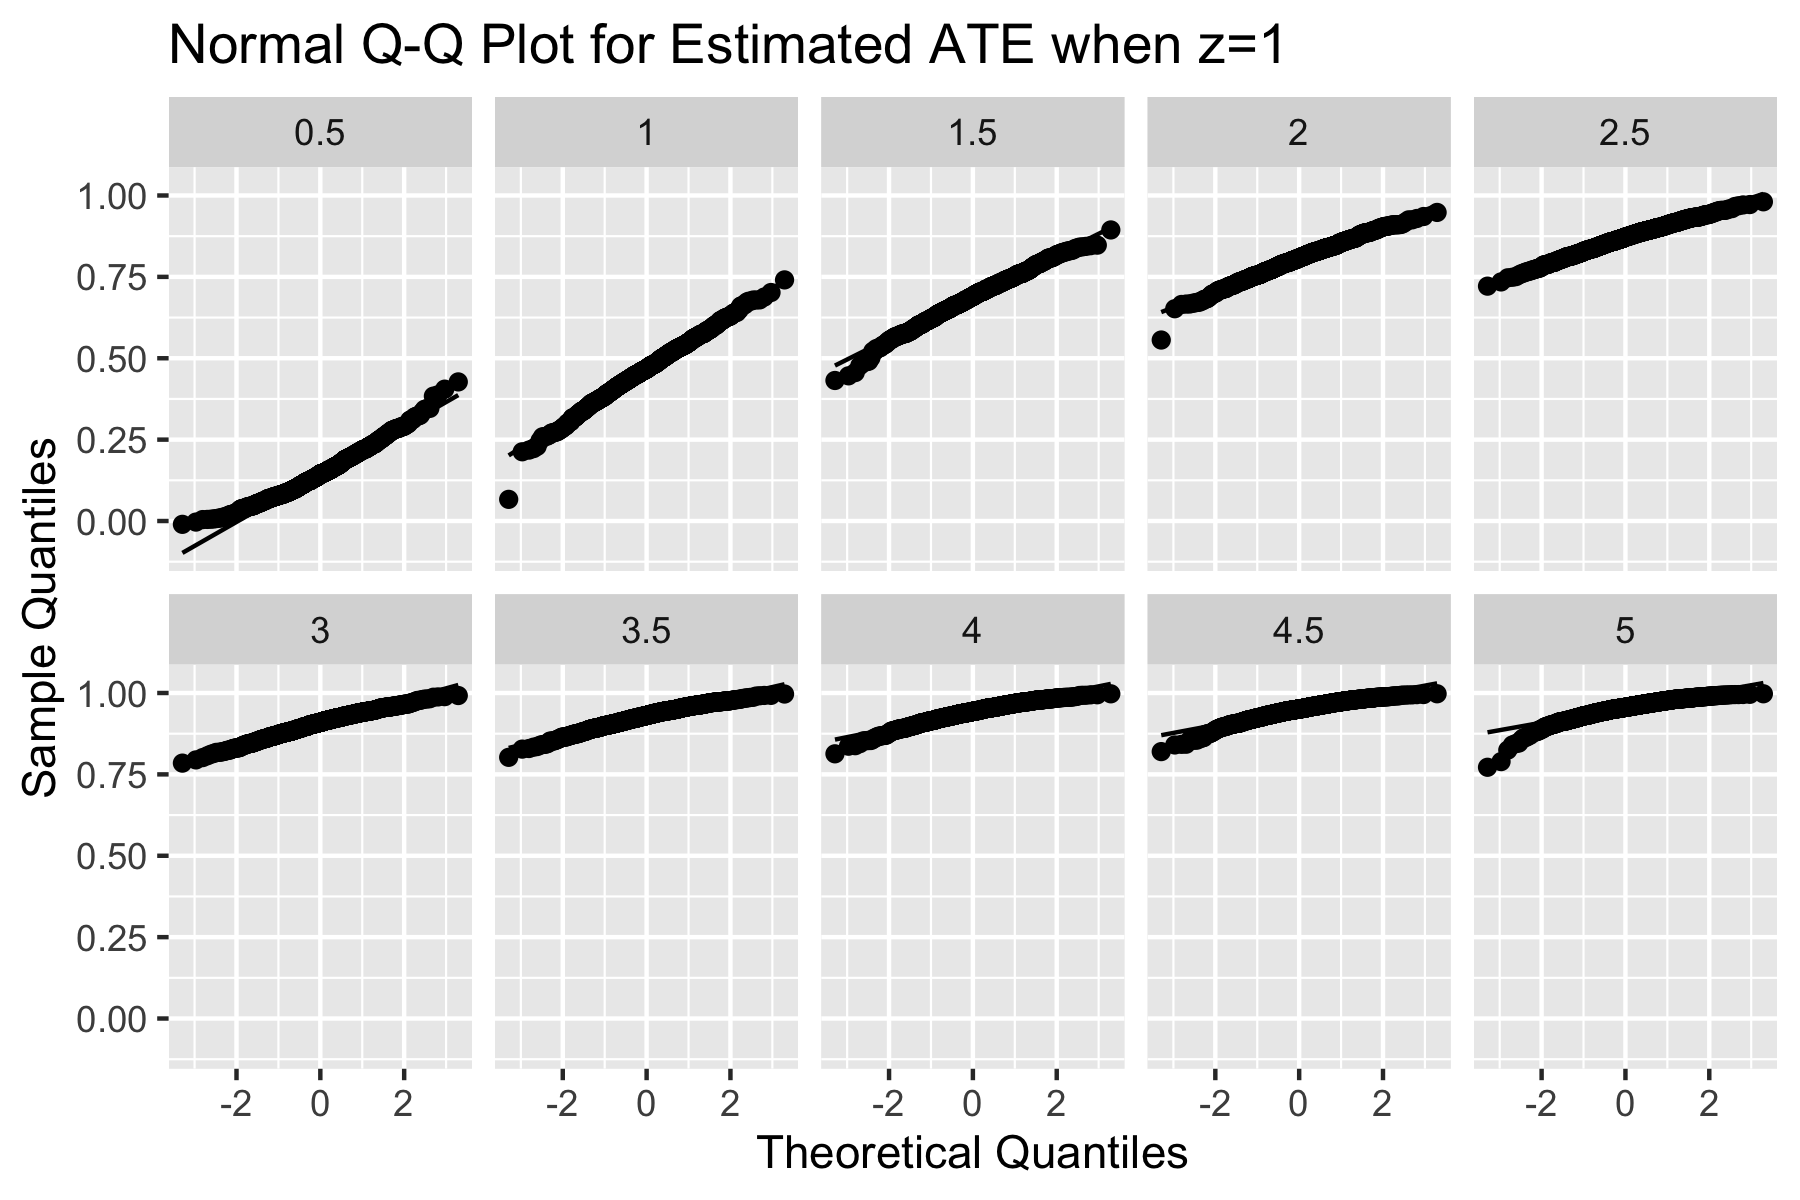 Normal Q-Q Plot for Estimated ATE when z=1
0.5 1 1.5 2 2.5
1.00
0.75
0.50
0.25
0.00
Sample Quantiles
3 3.5 4 4.5 5
1.00
0.75
0.50
0.25
0.00
-2 0 2 -2 0 2 -2 0 2 -2 0 2 -2 0 2
Theoretical Quantiles